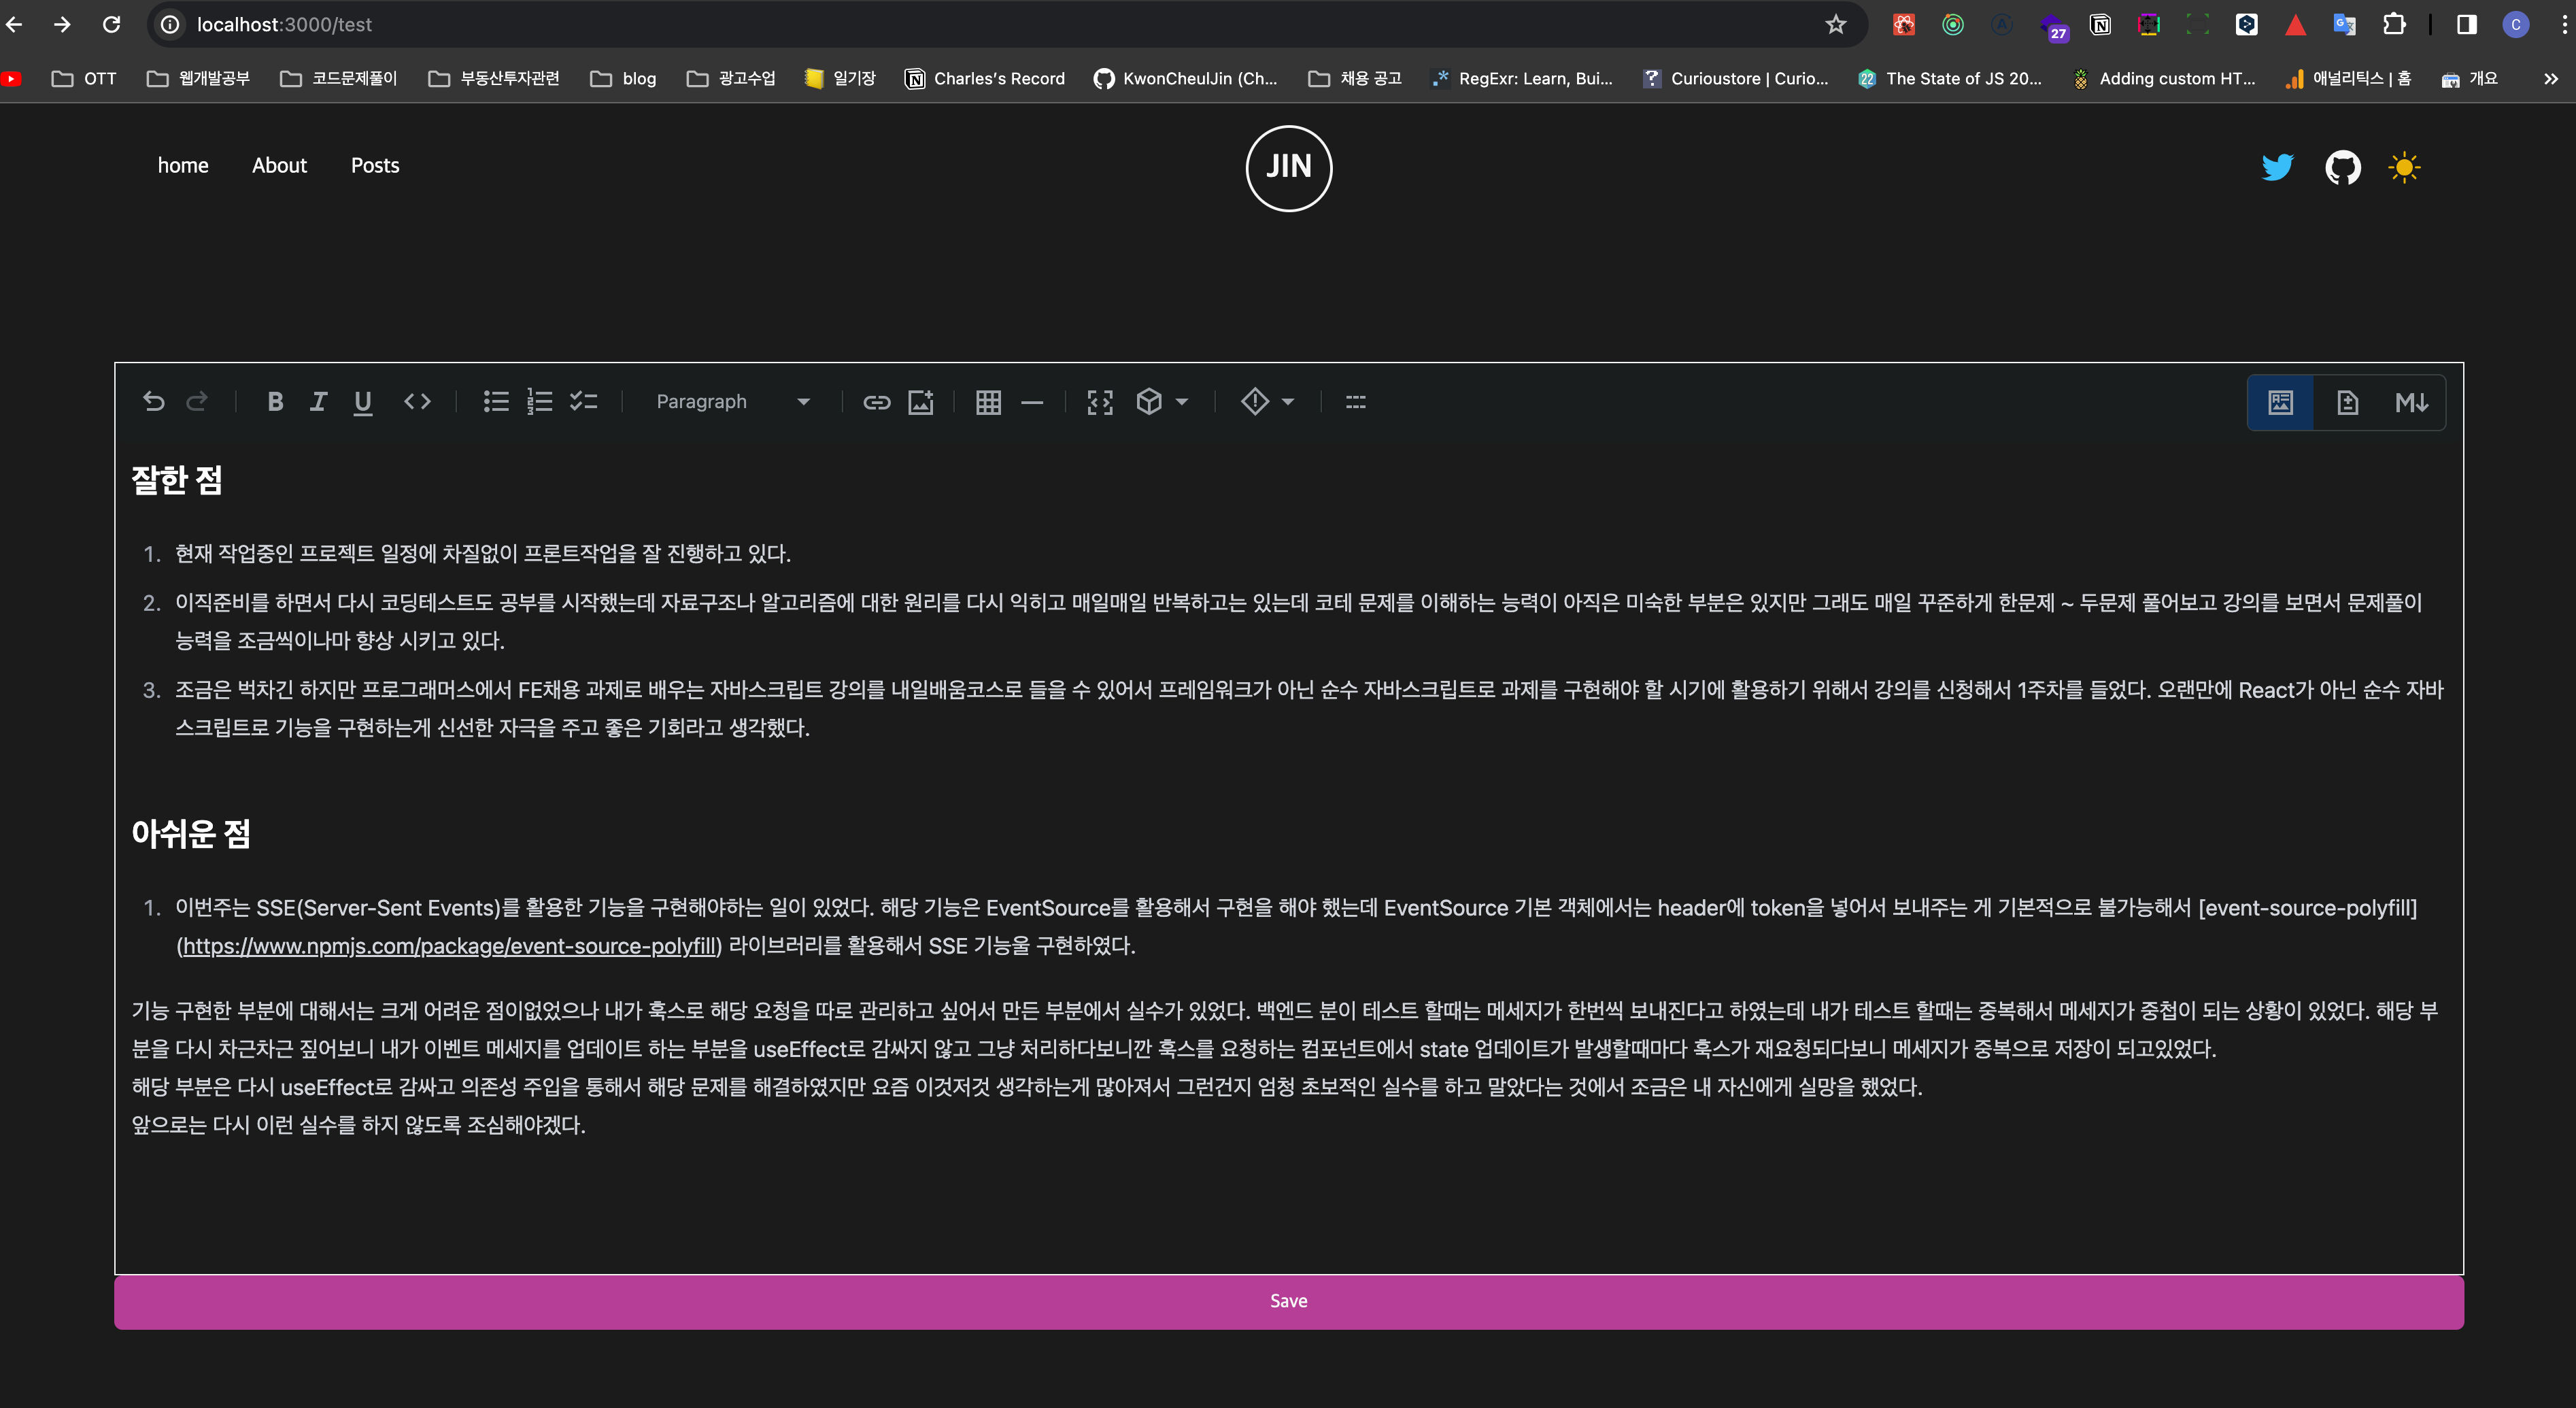 localhost:3000/test
27
C
OTT
웹개발공부
코드문제풀이
부동산투자관련
blog
광고수업
일기장
Charles's Record
KwonCheulJin (Ch...
채용 공고
RegExr: Learn, Bui...
Curioustore | Curio...
The State of JS 20...
Adding custom HT...
애널리틱스 | 홈
개요
home
About
Posts
JIN
Paragraph
잘한 점
1. 현재 작업중인 프로젝트 일정에 차질없이 프론트작업을 잘 진행하고 있다.
2. 이직준비를 하면서 다시 코딩테스트도 공부를 시작했는데 자료구조나 알고리즘에 대한 원리를 다시 익히고 매일매일 반복하고는 있는데 코테 문제를 이해하는 능력이 아직은 미숙한 부분은 있지만 그래도 매일 꾸준하게 한문제 ~ 두문제 풀어보고 강의를 보면서 문제풀이
능력을 조금씩이나마 향상 시키고 있다.
3. 조금은 벅차긴 하지만 프로그래머스에서 FE채용 과제로 배우는 자바스크립트 강의를 내일배움코스로 들을 수 있어서 프레임워크가 아닌 순수 자바스크립트로 과제를 구현해야 할 시기에 활용하기 위해서 강의를 신청해서 1주차를 들었다. 오랜만에 React가 아닌 순수 자바
스크립트로 기능을 구현하는게 신선한 자극을 주고 좋은 기회라고 생각했다.
아쉬운 점
1. 이번주는 SSE(Server-Sent Events)를 활용한 기능을 구현해야하는 일이 있었다. 해당 기능은 EventSource를 활용해서 구현을 해야 했는데 EventSource 기본 객체에서는 header에 token을 넣어서 보내주는 게 기본적으로 불가능해서 [event-source-polyfill]
(https://www.npmjs.com/package/event-source-polyfill) 라이브러리를 활용해서 SSE 기능울 구현하였다.
기능 구현한 부분에 대해서는 크게 어려운 점이없었으나 내가 훅스로 해당 요청을 따로 관리하고 싶어서 만든 부분에서 실수가 있었다. 백엔드 분이 테스트 할때는 메세지가 한번씩 보내진다고 하였는데 내가 테스트 할때는 중복해서 메세지가 중첩이 되는 상황이 있었다. 해당 부
분을 다시 차근차근 짚어보니 내가 이벤트 메세지를 업데이트 하는 부분을 useEffect로 감싸지 않고 그냥 처리하다보니깐 훅스를 요청하는 컴포넌트에서 state 업데이트가 발생할때마다 훅스가 재요청되다보니 메세지가 중복으로 저장이 되고있었다.
해당 부분은 다시 useEffect로 감싸고 의존성 주입을 통해서 해당 문제를 해결하였지만 요즘 이것저것 생각하는게 많아져서 그런건지 엄청 초보적인 실수를 하고 말았다는 것에서 조금은 내 자신에게 실망을 했었다.
앞으로는 다시 이런 실수를 하지 않도록 조심해야겠다.
Save